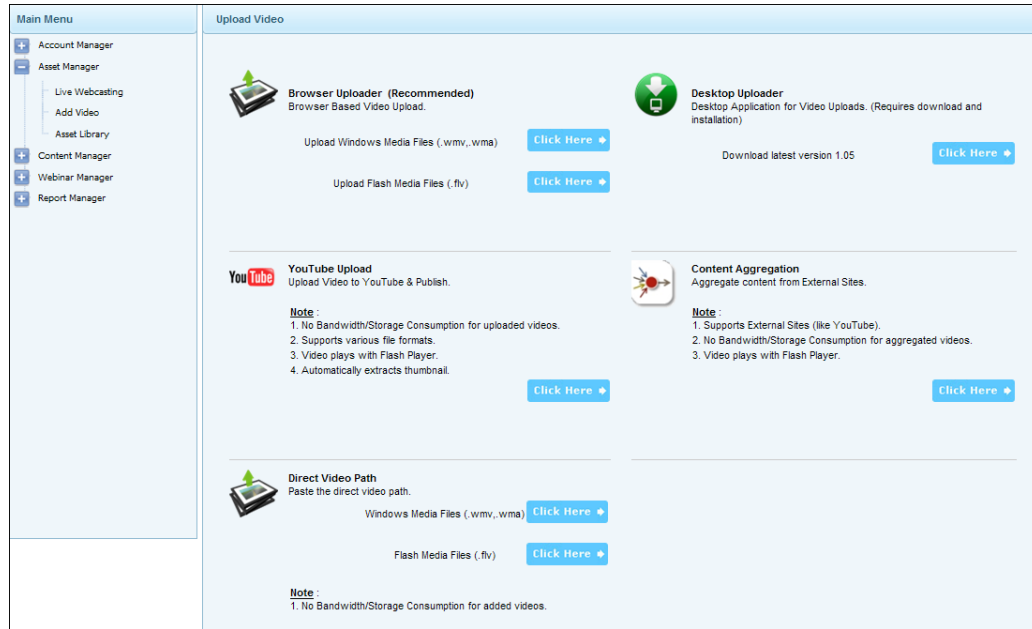 Main Menu
Account Manager
Asset Manager
Live Webcasting
Add Video
Asset Library
Content Manager
Webinar Manager
Report Manager
Upload Video
Browser Uploader (Recommended)
Browser Based Video Upload.
Upload Windows Media Files (.wmv,.wma)
Click Here
Upload Flash Media Files (.flv)
Click Here
Desktop Uploader
Desktop Application for Video Uploads. (Requires download and
installation)
Download latest version 1.05
Click Here
YouTube
YouTube Upload
Upload Video to YouTube & Publish.
Note :
1. No Bandwidth/Storage Consumption for uploaded videos.
2. Supports various file formats.
3. Video plays with Flash Player.
4. Automatically extracts thumbnail.
Click Here
Content Aggregation
Aggregate content from External Sites.
Note :
1. Supports External Sites (like YouTube).
2. No Bandwidth/Storage Consumption for aggregated videos.
3. Video plays with Flash Player.
Click Here
Direct Video Path
Paste the direct video path.
Windows Media Files (.wmv,.wma)
Click Here
Flash Media Files (.flv)
Click Here
Note :
1. No Bandwidth/Storage Consumption for added videos.